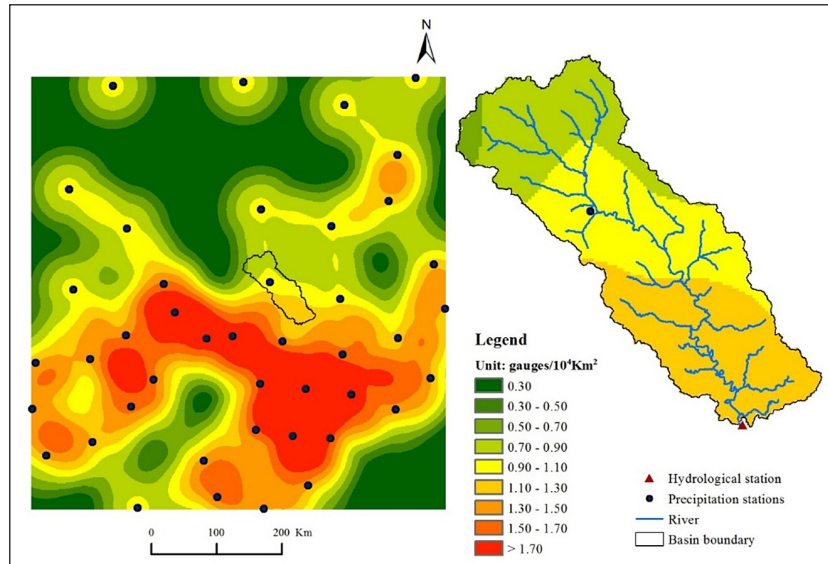 N
Legend
Unit: gauges/10⁴Km²
0.30
0.30 - 0.50
0.50 - 0.70
0.70 - 0.90
0.90 - 1.10
1.10 - 1.30
1.30 - 1.50
1.50 - 1.70
> 1.70
Hydrological station
Precipitation stations
River
Basin boundary
0 100 200 Km